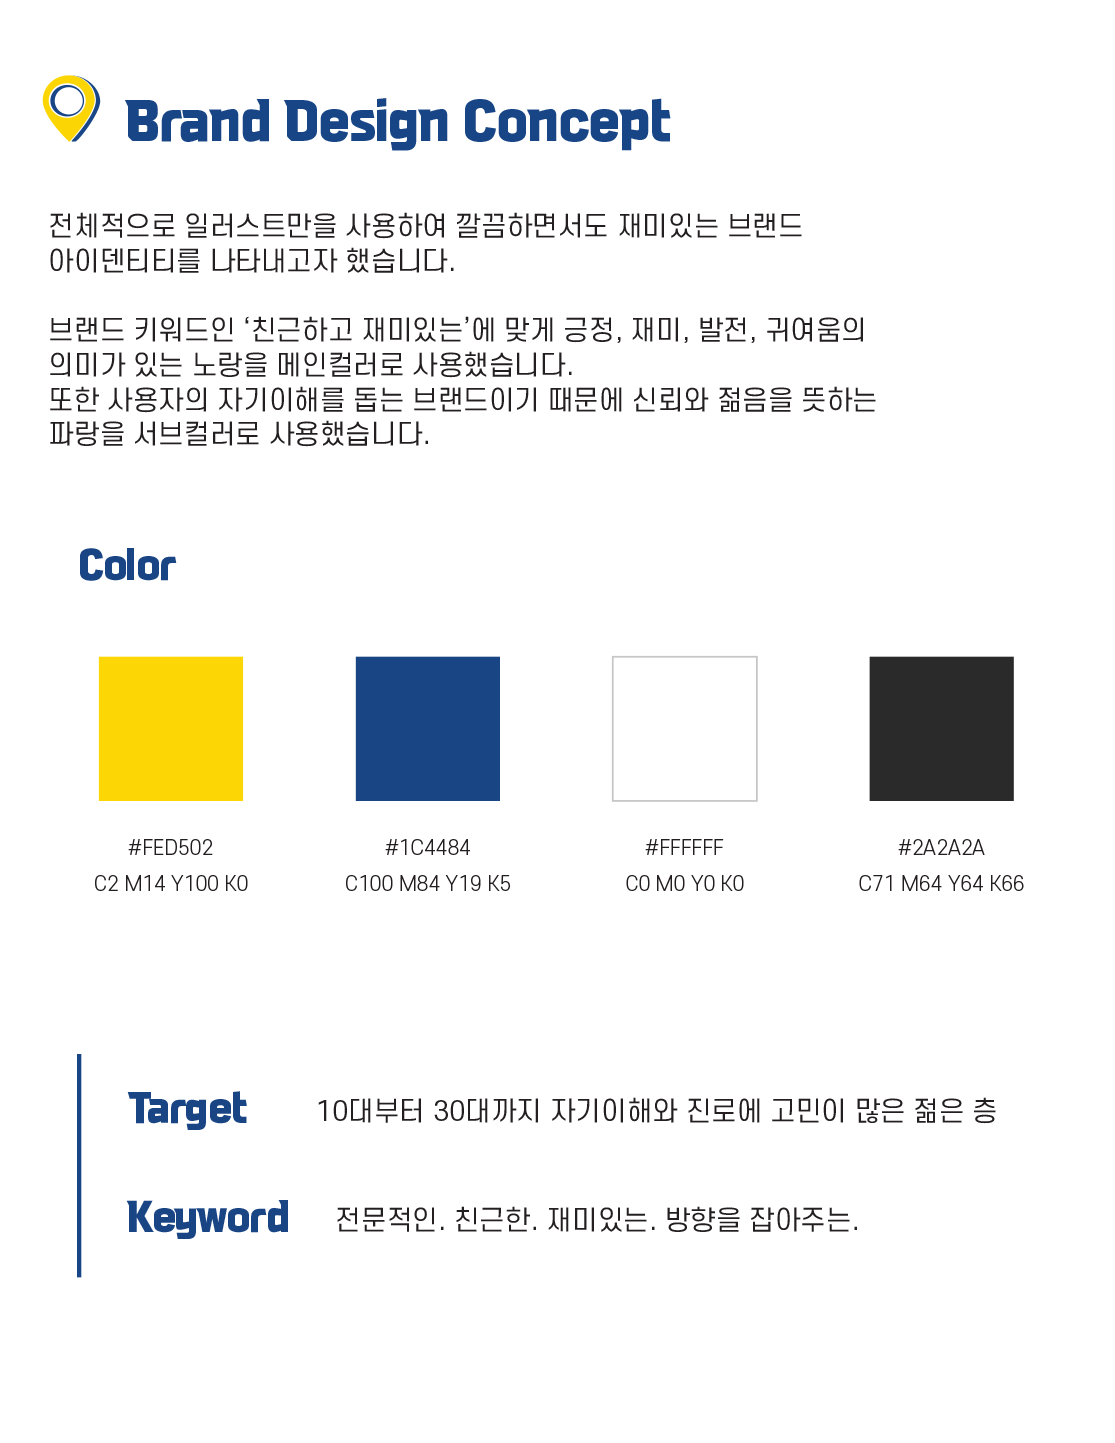 Brand Design Concept
전체적으로 일러스트만을 사용하여 깔끔하면서도 재미있는 브랜드
아이덴티티를 나타내고자 했습니다.
브랜드 키워드인 ‘친근하고 재미있는’에 맞게 긍정, 재미, 발전, 귀여움의
의미가 있는 노랑을 메인컬러로 사용했습니다.
또한 사용자의 자기이해를 돕는 브랜드이기 때문에 신뢰와 젊음을 뜻하는
파랑을 서브컬러로 사용했습니다.
Color
#FED502 #1C4484 #FFFFFF #2A2A2A
C2 M14 Y100 K0 C100 M84 Y19 K5 C0 M0 Y0 K0 C71 M64 Y64 K66
Target 10대부터 30대까지 자기이해와 진로에 고민이 많은 젊은 층
Keyword 전문적인. 친근한. 재미있는. 방향을 잡아주는.